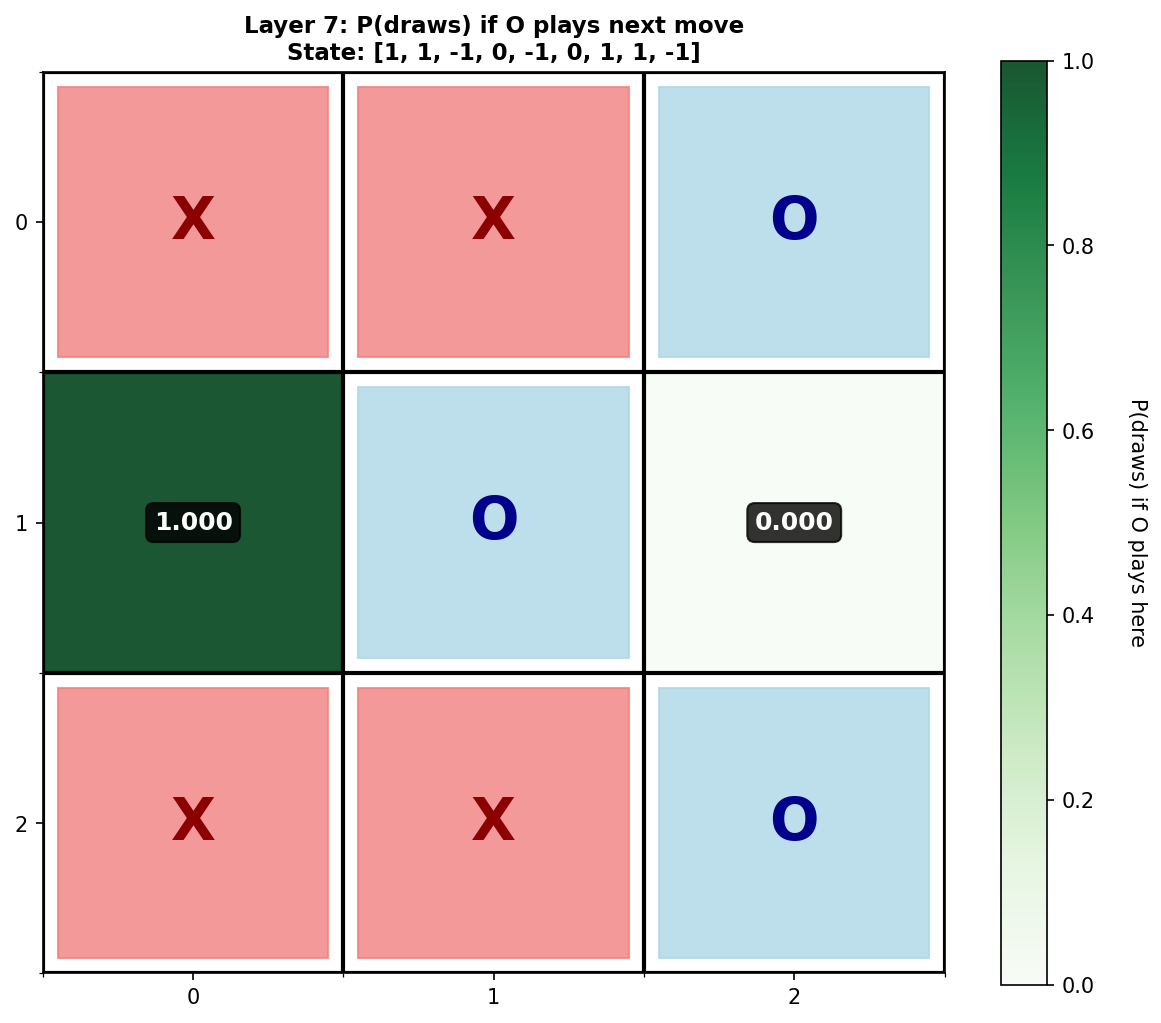 Layer 7: P(draws) if O plays next move
State: [1, 1, -1, 0, -1, 0, 1, 1, -1]
X X O
1.000 O 0.000
X X O
0
1
2
0 1 2
1.0
0.8
0.6
0.4
0.2
0.0
P(draws) if O plays here